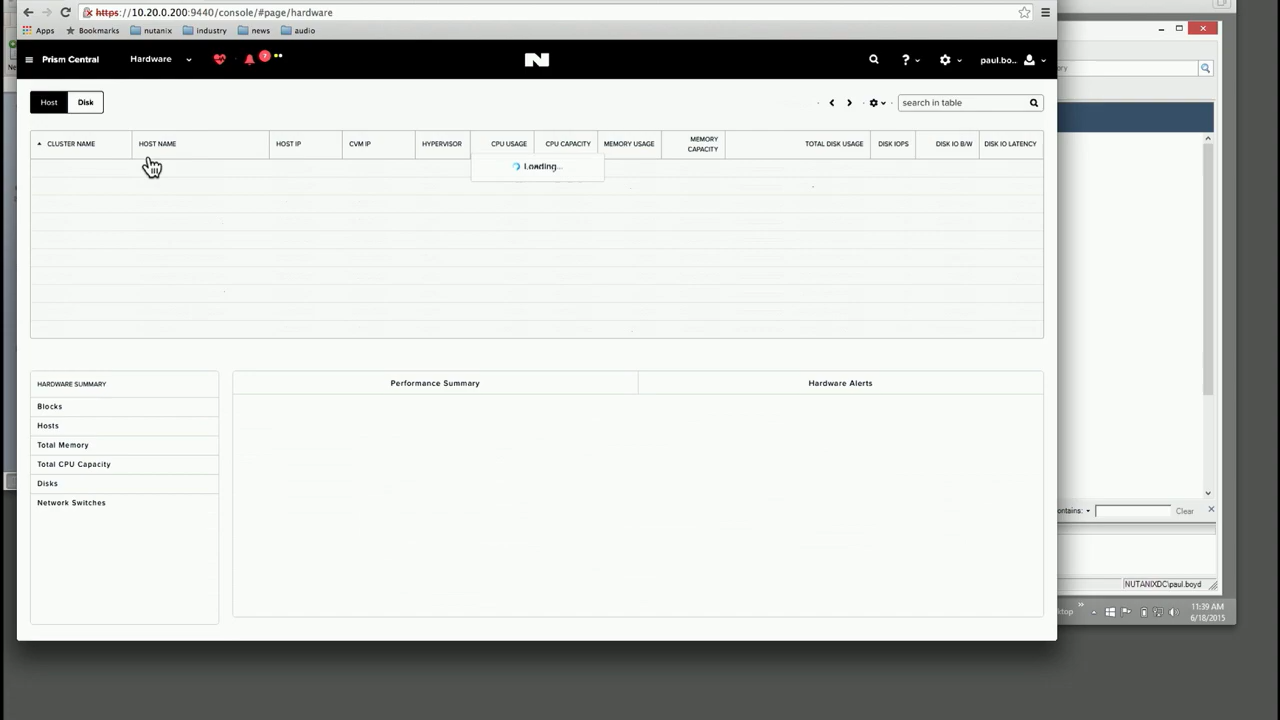 https://10.20.0.200:9440/console/#page/hardware
Apps Bookmarks nutanix industry news audio
Prism Central Hardware 7 ? paul.bo..
Host Disk search in table
CLUSTER NAME HOST NAME HOST IP CVM IP HYPERVISOR CPU USAGE CPU CAPACITY MEMORY USAGE MEMORY CAPACITY TOTAL DISK USAGE DISK IOPS DISK IO B/W DISK IO LATENCY
Loading...
HARDWARE SUMMARY Performance Summary Hardware Alerts
Blocks
Hosts
Total Memory
Total CPU Capacity
Disks
Network Switches
Clear
NUTANIXDC\paul.boyd
11:39 AM
6/18/2015